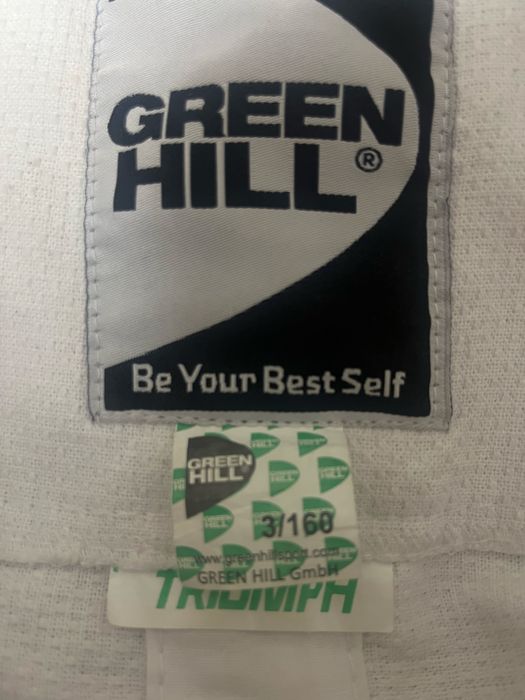 GREEN
HILL®
Be Your Best Self
GREEN
HILL
3/160
www.greenhillsport.com
GREEN HILL GmbH
TRIUMPH